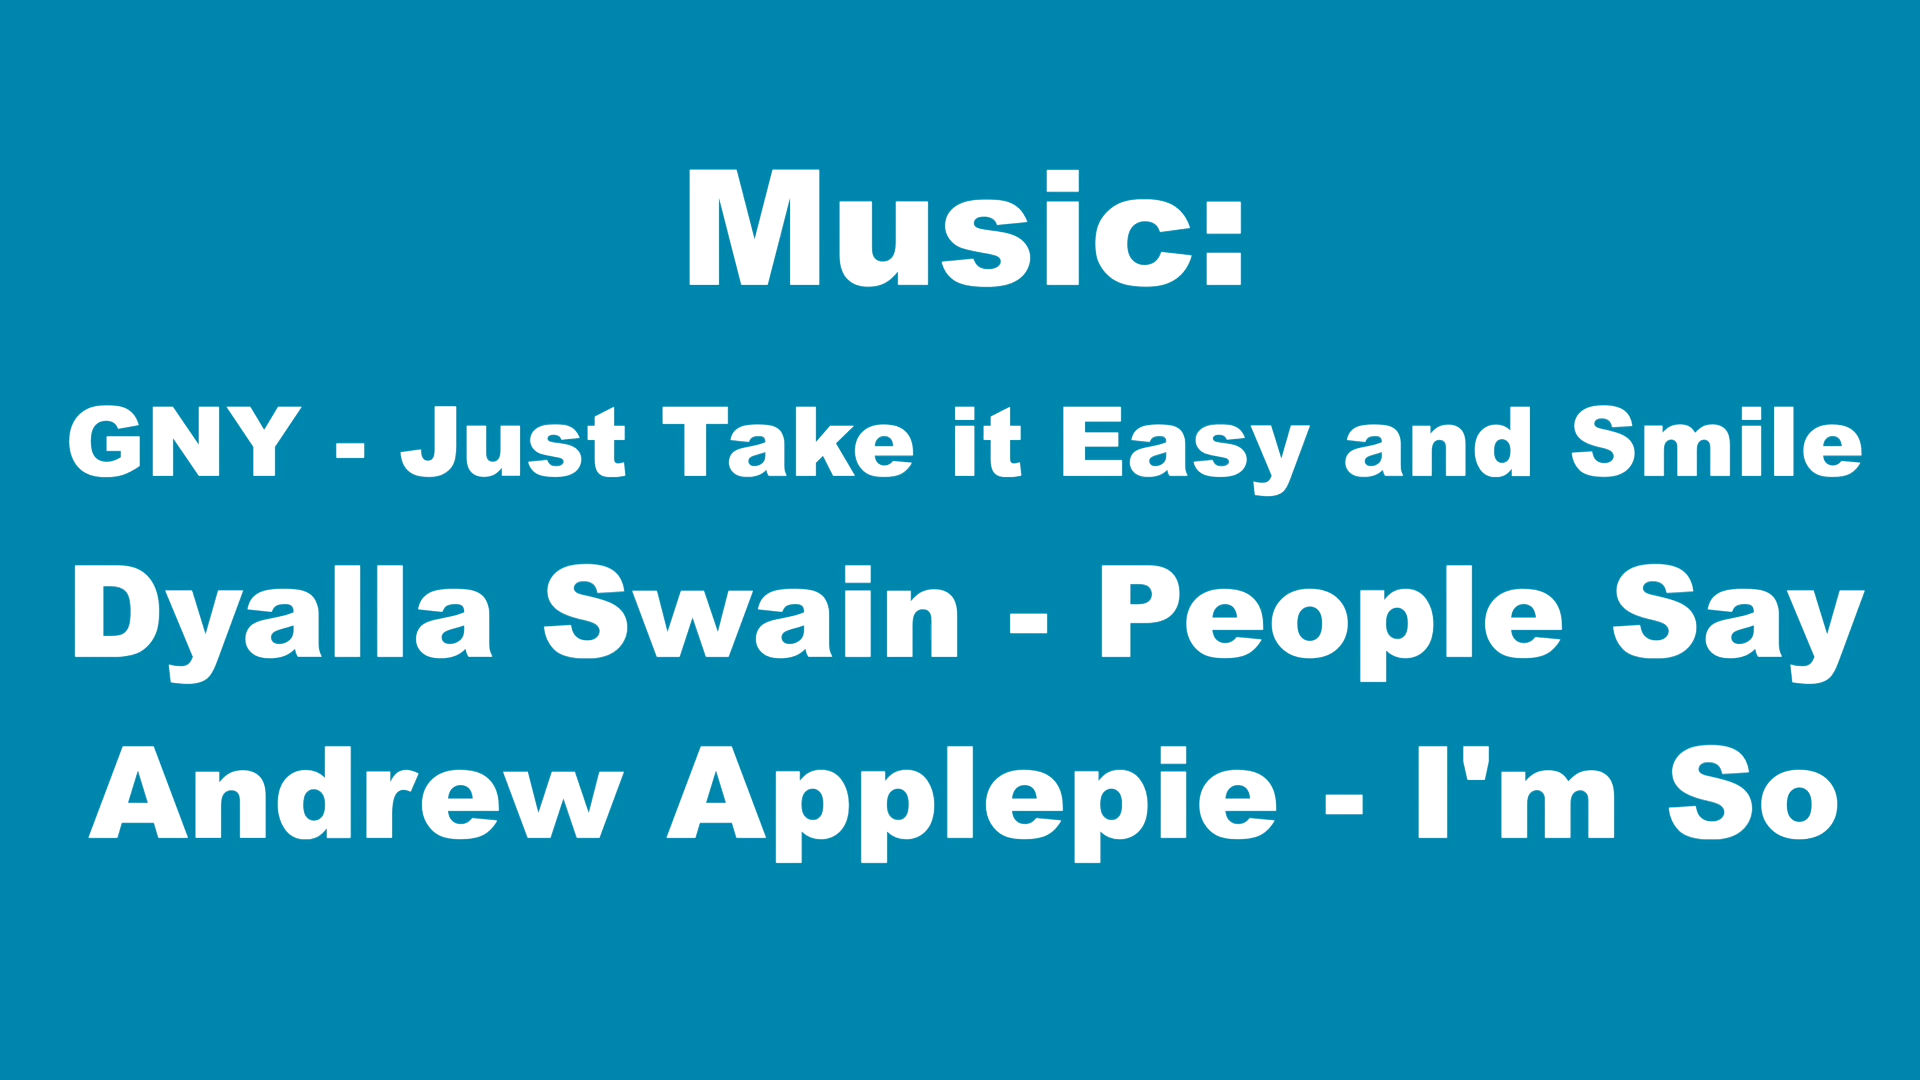 Music:
GNY - Just Take it Easy and Smile
Dyalla Swain - People Say
Andrew Applepie - I'm So